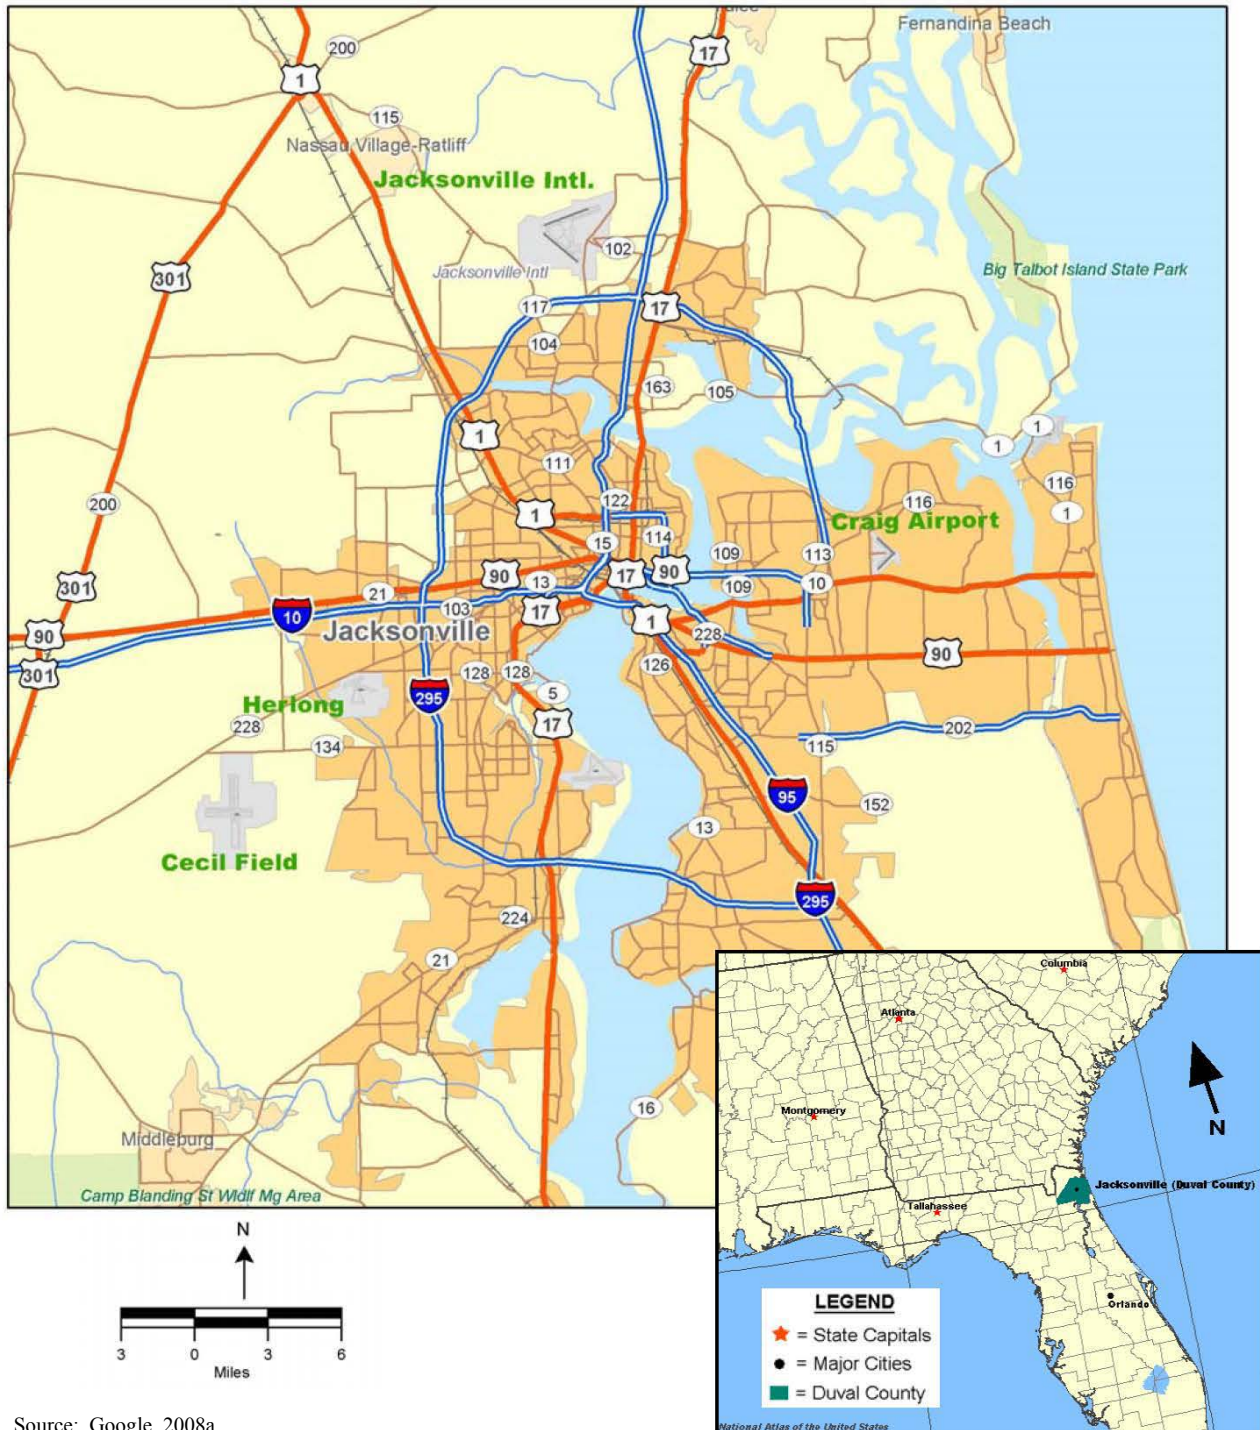 Fernandina Beach
17
200
1
115
Nassau Village-Ratliff
Jacksonville Intl.
102
Jacksonville Intl
Big Talbot Island State Park
301
117
17
104
163
105
1
1
1
111
116
116
200
122
1
1
Craig Airport
114
15
109
113
90
17
90
301
13
109
10
21
103
10
17
1
90
Jacksonville
228
90
301
126
128
128
295
5
Herlong
17
228
202
134
115
95
152
13
Cecil Field
295
224
21
16
Middleburg
Camp Blanding St Wldlf Mg Area
N
3 0 3 6
Miles
Source: Google 2008a
Columbia
Atlanta
Montgomery
N
Jacksonville (Duval County)
Tallahassee
Orlando
LEGEND
= State Capitals
= Major Cities
= Duval County
National Atlas of the United States